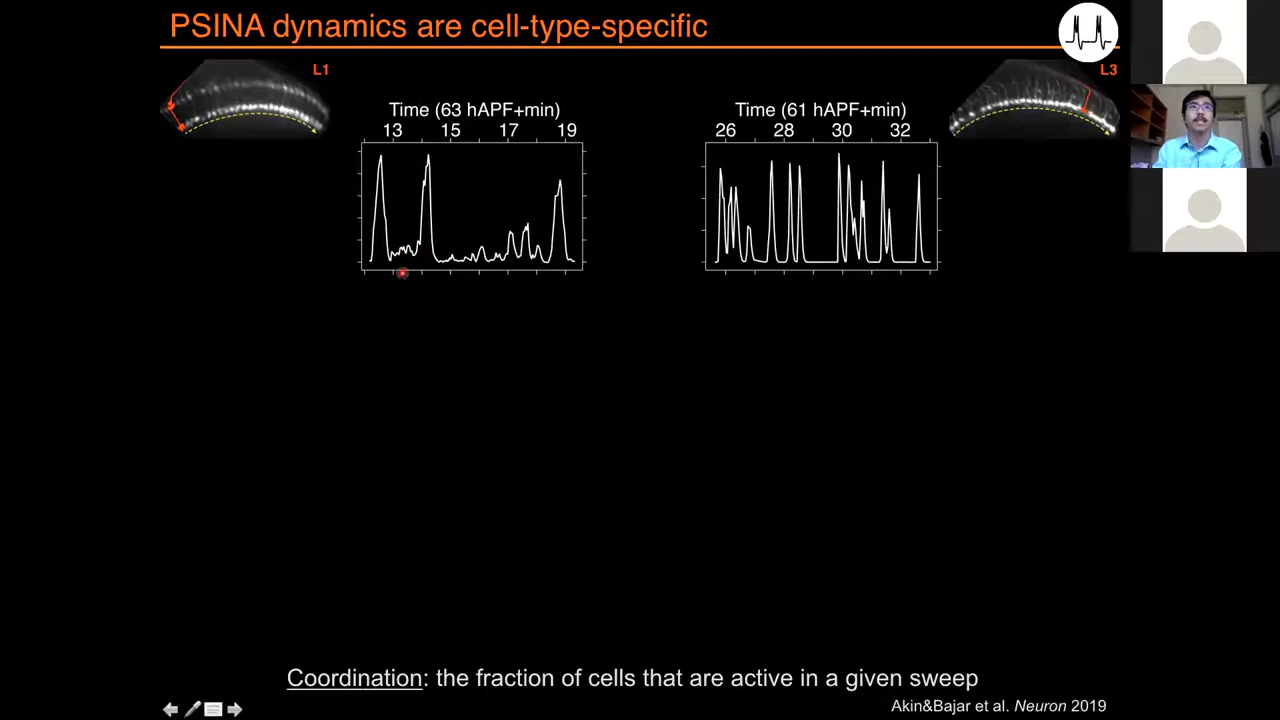 PSINA dynamics are cell-type-specific
L1
L3
Time (63 hAPF+min)
13 15 17 19
Time (61 hAPF+min)
26 28 30 32
Coordination: the fraction of cells that are active in a given sweep
Akin&Bajar et al. Neuron 2019